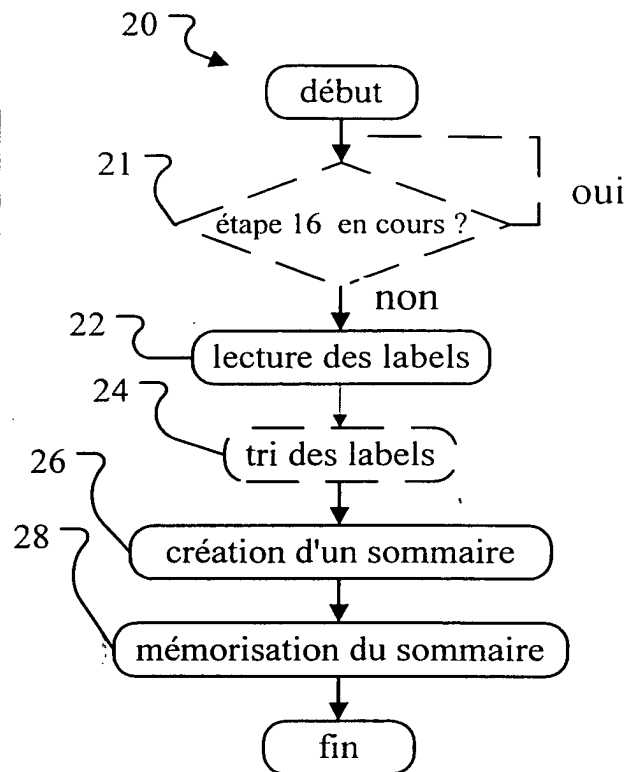 20
début
21
oui
étape 16 en cours ?
non
22
lecture des labels
24
tri des labels
26
création d'un sommaire
28
mémorisation du sommaire
fin